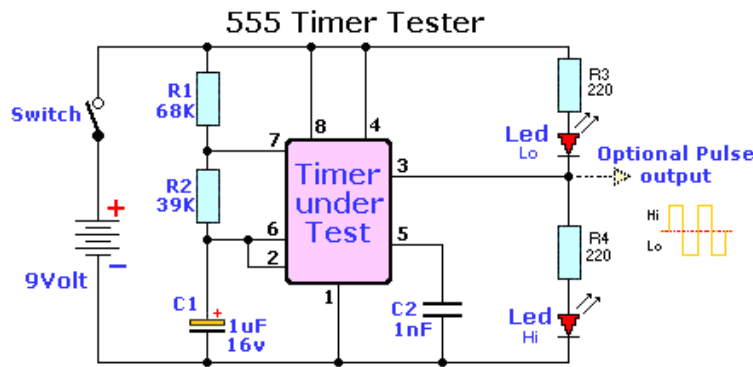 555 Timer Tester
Switch
+
−
9Volt
R1
68K
R2
39K
C1
+
1uF
16v
7
8
4
6
2
1
3
5
Timer
under
Test
C2
1nF
R3
220
Led
Lo
Optional Pulse
output
R4
220
Led
Hi
Hi
Lo